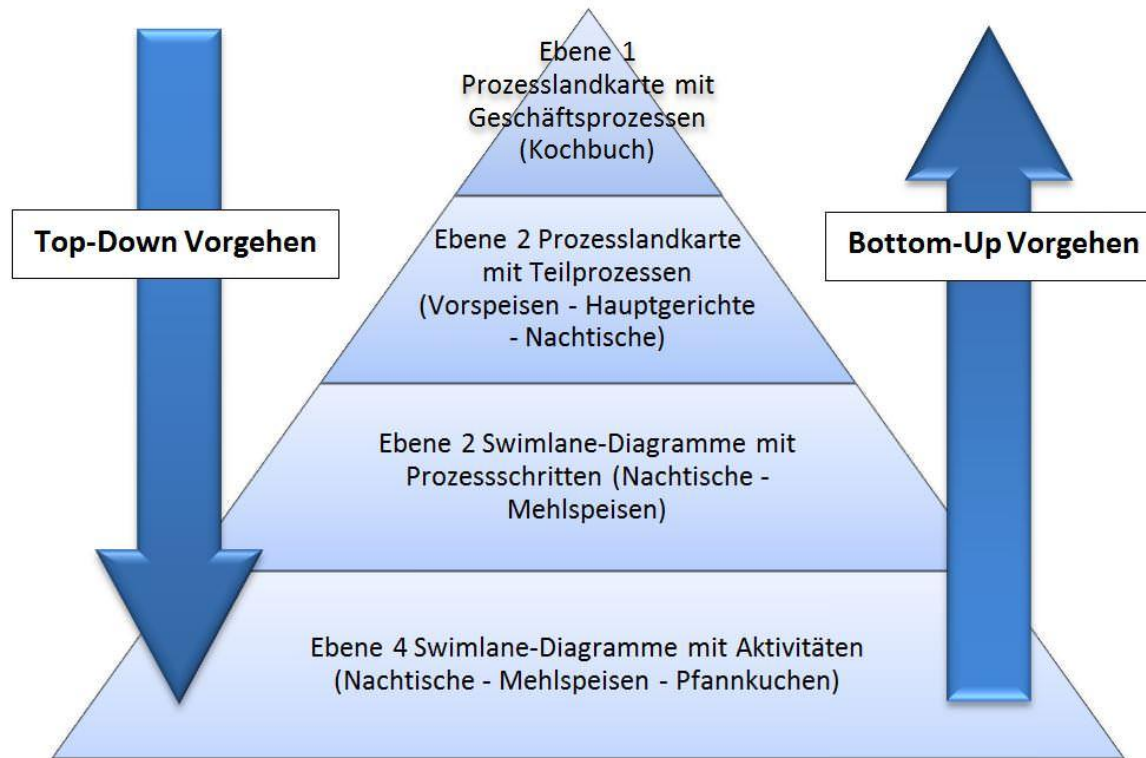 Ebene 1
Prozesslandkarte mit
Geschäftsprozessen
(Kochbuch)
Top-Down Vorgehen
Bottom-Up Vorgehen
Ebene 2 Prozesslandkarte
mit Teilprozessen
(Vorspeisen - Hauptgerichte
- Nachtische)
Ebene 2 Swimlane-Diagramme mit
Prozessschritten (Nachtische -
Mehlspeisen)
Ebene 4 Swimlane-Diagramme mit Aktivitäten
(Nachtische - Mehlspeisen - Pfannkuchen)